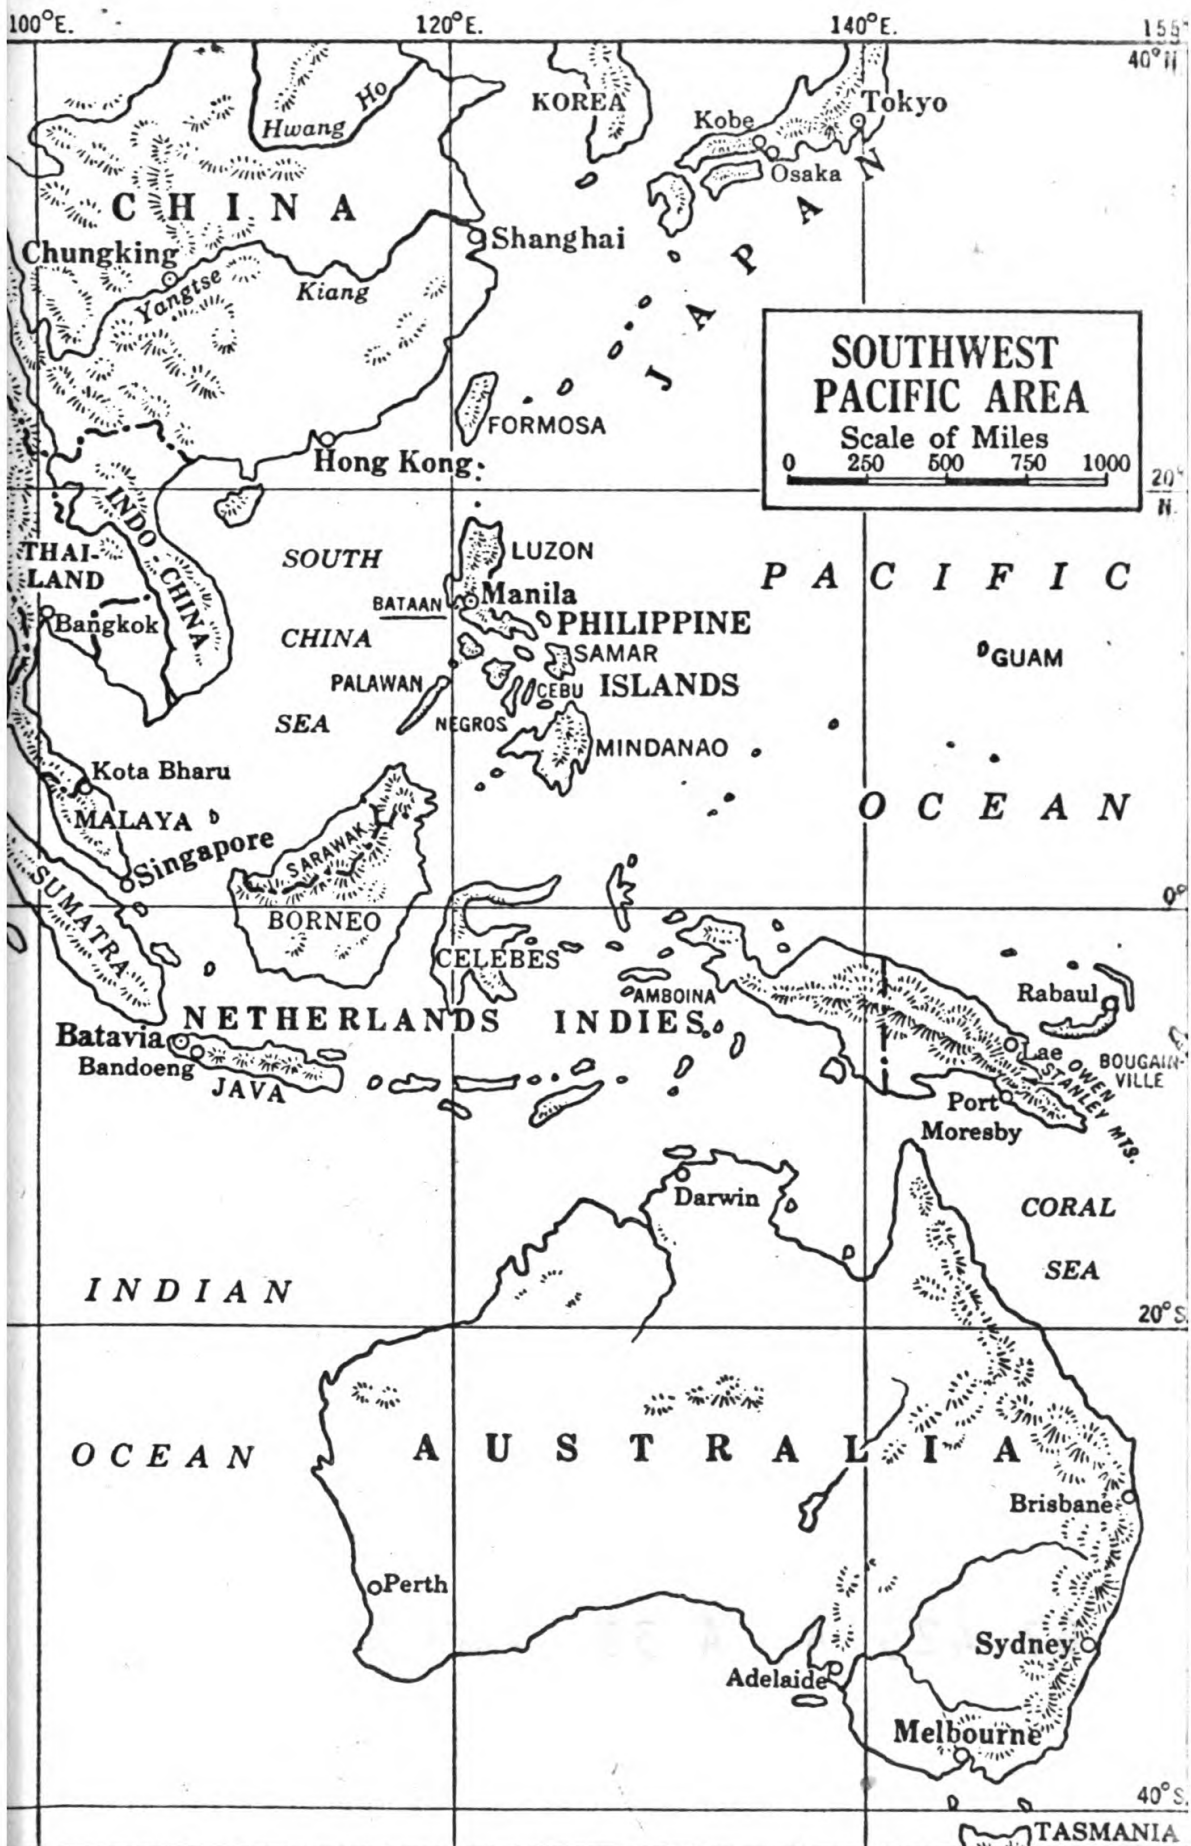 100°E.
120°E.
140°E.
155°
40°N
KOREA
Tokyo
Kobe
Osaka
Hwang Ho
JAPAN
CHINA
Shanghai
Chungking
Yangtse Kiang
SOUTHWEST
PACIFIC AREA
Scale of Miles
0 250 500 750 1000
FORMOSA
Hong Kong
20°
N.
INDO-CHINA
SOUTH
CHINA
SEA
LUZON
THAI-
LAND
PACIFIC
BATAAN
Manila
Bangkok
PHILIPPINE
ISLANDS
SAMAR
GUAM
PALAWAN
CEBU
NEGROS
MINDANAO
Kota Bharu
MALAYA
OCEAN
Singapore
SARAWAK
SUMATRA
0°
BORNEO
CELEBES
AMBOINA
Rabaul
NETHERLANDS INDIES
Batavia
Bandoeng
JAVA
Lae
OWEN
STANLEY MTS.
BOUGAIN-
VILLE
Port
Moresby
Darwin
CORAL
SEA
INDIAN
20°S.
OCEAN
AUSTRALIA
Brisbane
Perth
Sydney
Adelaide
Melbourne
40°S.
TASMANIA